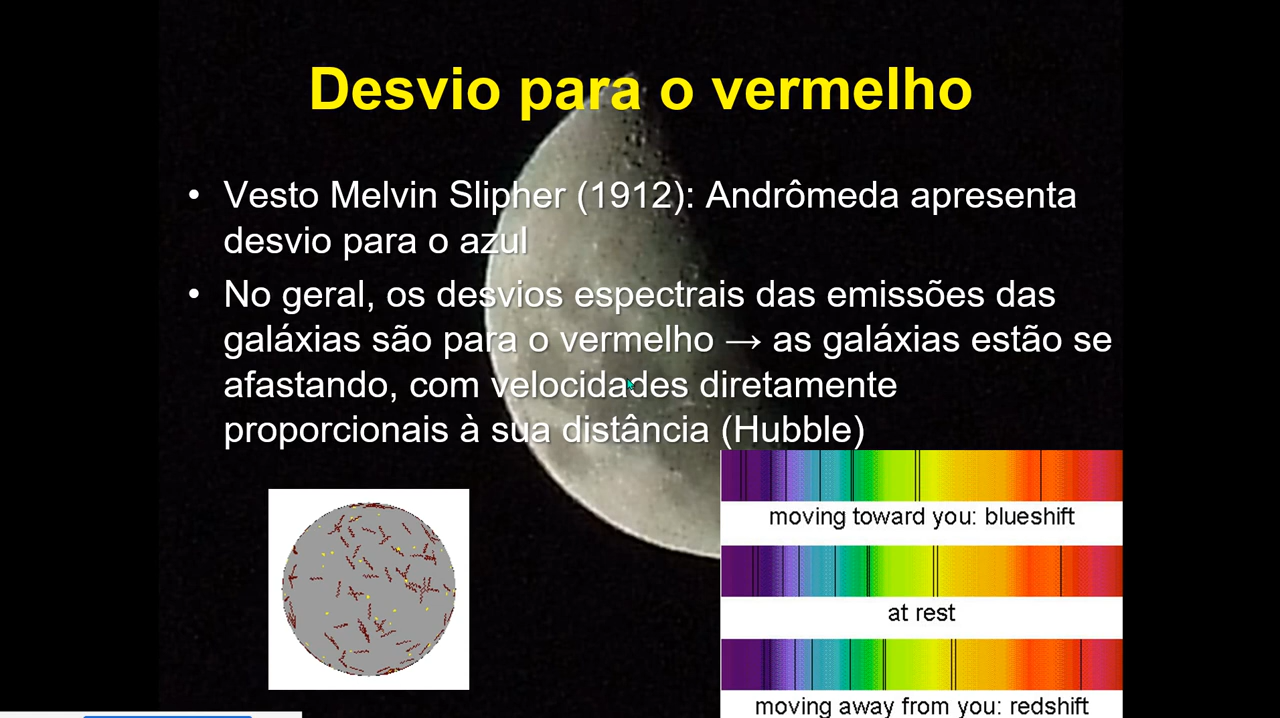 Desvio para o vermelho
• Vesto Melvin Slipher (1912): Andrômeda apresenta
desvio para o azul
• No geral, os desvios espectrais das emissões das
galáxias são para o vermelho → as galáxias estão se
afastando, com velocidades diretamente
proporcionais à sua distância (Hubble)
moving toward you: blueshift
at rest
moving away from you: redshift